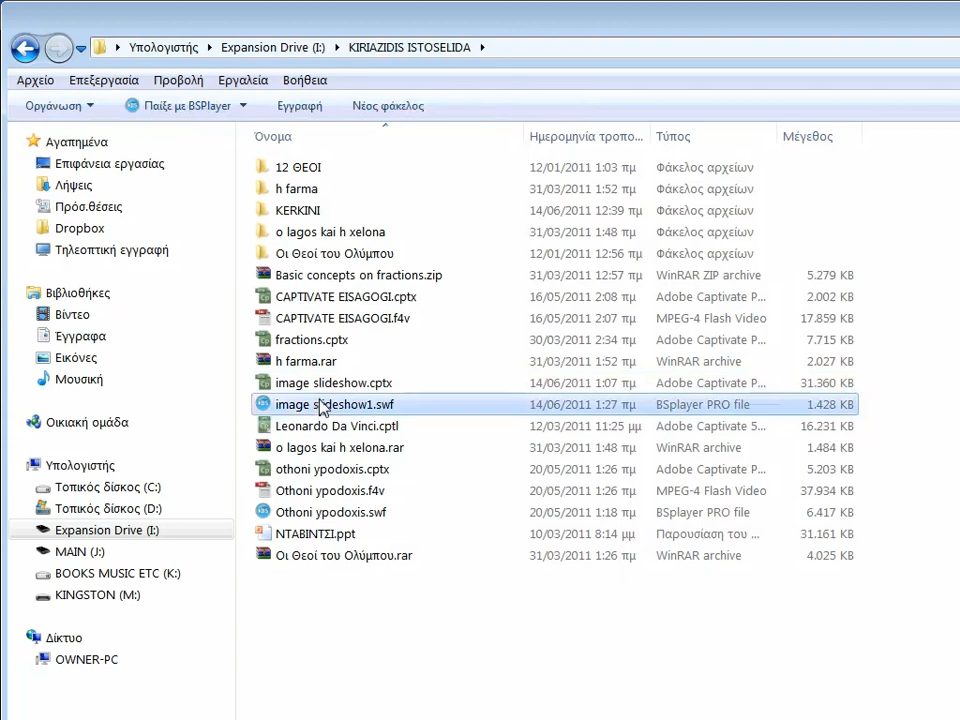 Υπολογιστής Expansion Drive (I:) KIRIAZIDIS ISTOSELIDA
Αρχείο Επεξεργασία Προβολή Εργαλεία Βοήθεια
Οργάνωση Παίξε με BSPlayer Εγγραφή Νέος φάκελος
Αγαπημένα
Επιφάνεια εργασίας
Λήψεις
Πρόσ.θέσεις
Dropbox
Τηλεοπτική εγγραφή
Βιβλιοθήκες
Βίντεο
Έγγραφα
Εικόνες
Μουσική
Οικιακή ομάδα
Υπολογιστής
Τοπικός δίσκος (C:)
Τοπικός δίσκος (D:)
Expansion Drive (I:)
MAIN (J:)
BOOKS MUSIC ETC (K:)
KINGSTON (M:)
Δίκτυο
OWNER-PC
Όνομα Ημερομηνία τροπο... Τύπος Μέγεθος
12 ΘΕΟΙ 12/01/2011 1:03 πμ Φάκελος αρχείων
h farma 31/03/2011 1:52 πμ Φάκελος αρχείων
KERKINI 14/06/2011 12:39 πμ Φάκελος αρχείων
o lagos kai h xelona 31/03/2011 1:48 πμ Φάκελος αρχείων
Οι Θεοί του Ολύμπου 12/01/2011 12:56 πμ Φάκελος αρχείων
Basic concepts on fractions.zip 31/03/2011 12:57 πμ WinRAR ZIP archive 5.279 KB
CAPTIVATE EISAGOGI.cptx 16/05/2011 2:08 πμ Adobe Captivate P... 2.002 KB
CAPTIVATE EISAGOGI.f4v 16/05/2011 2:07 πμ MPEG-4 Flash Video 17.859 KB
fractions.cptx 30/03/2011 2:34 πμ Adobe Captivate P... 7.715 KB
h farma.rar 31/03/2011 1:52 πμ WinRAR archive 2.027 KB
image slideshow.cptx 14/06/2011 1:07 πμ Adobe Captivate P... 31.360 KB
image slideshow1.swf 14/06/2011 1:27 πμ BSplayer PRO file 1.428 KB
Leonardo Da Vinci.cptl 12/03/2011 11:25 μμ Adobe Captivate 5... 16.231 KB
o lagos kai h xelona.rar 31/03/2011 1:48 πμ WinRAR archive 1.484 KB
othoni ypodoxis.cptx 20/05/2011 1:26 πμ Adobe Captivate P... 5.203 KB
Othoni ypodoxis.f4v 20/05/2011 1:26 πμ MPEG-4 Flash Video 37.934 KB
Othoni ypodoxis.swf 20/05/2011 1:18 πμ BSplayer PRO file 6.417 KB
ΝΤΑΒΙΝΤΣΙ.ppt 10/03/2011 8:14 μμ Παρουσίαση του ... 31.161 KB
Οι Θεοί του Ολύμπου.rar 31/03/2011 1:26 πμ WinRAR archive 4.025 KB